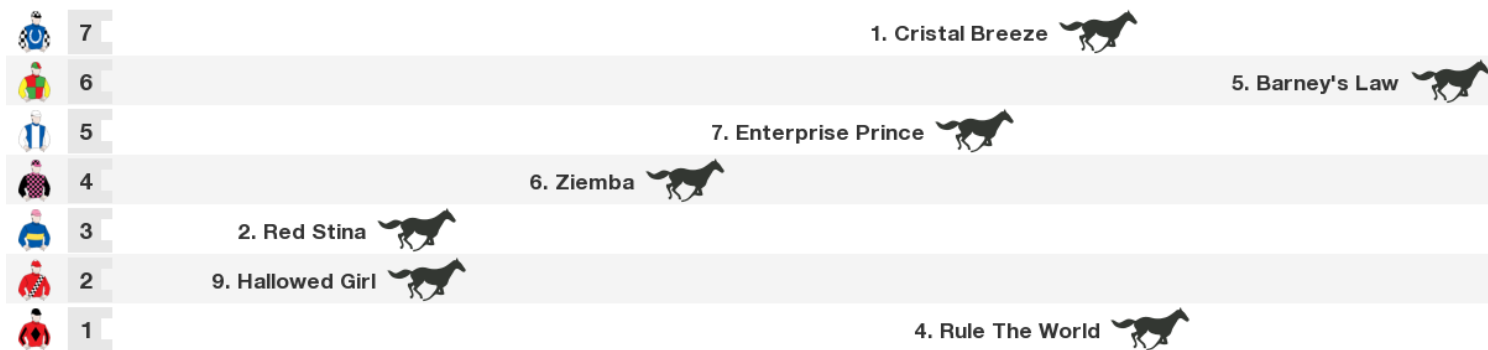 7 1. Cristal Breeze
6 5. Barney's Law
5 7. Enterprise Prince
4 6. Ziemba
3 2. Red Stina
2 9. Hallowed Girl
1 4. Rule The World